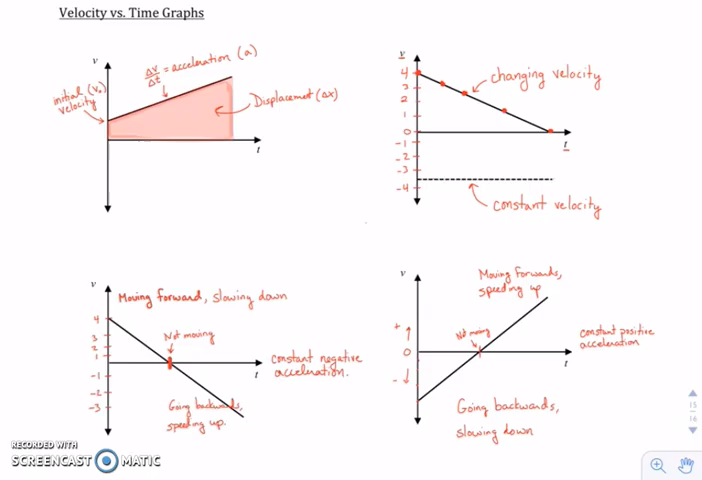 Velocity vs. Time Graphs
v
Δv/Δt = acceleration (a)
initial (v₀)
velocity
Displacement (Δx)
t
v
4
3
2
1
0
-1
-2
-3
-4
changing velocity
t
constant velocity
v
Moving forward, slowing down
4
3
2
1
-1
-2
-3
Not moving
constant negative
acceleration.
t
Going backwards,
speeding up.
v
Moving forwards,
speeding up
+
0
-
Not moving
constant positive
acceleration
t
Going backwards,
slowing down
15
16
RECORDED WITH
SCREENCAST MATIC